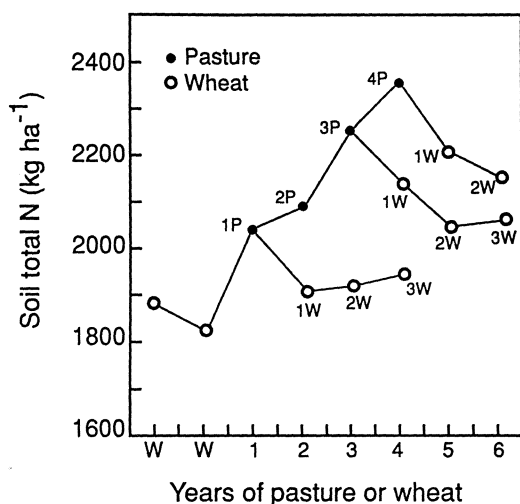 2400
2200
2000
1800
1600
Soil total N (kg ha⁻¹)
Pasture
Wheat
4P
3P
1W
2P
2W
1W
1P
2W
3W
1W
2W
3W
W W 1 2 3 4 5 6
Years of pasture or wheat